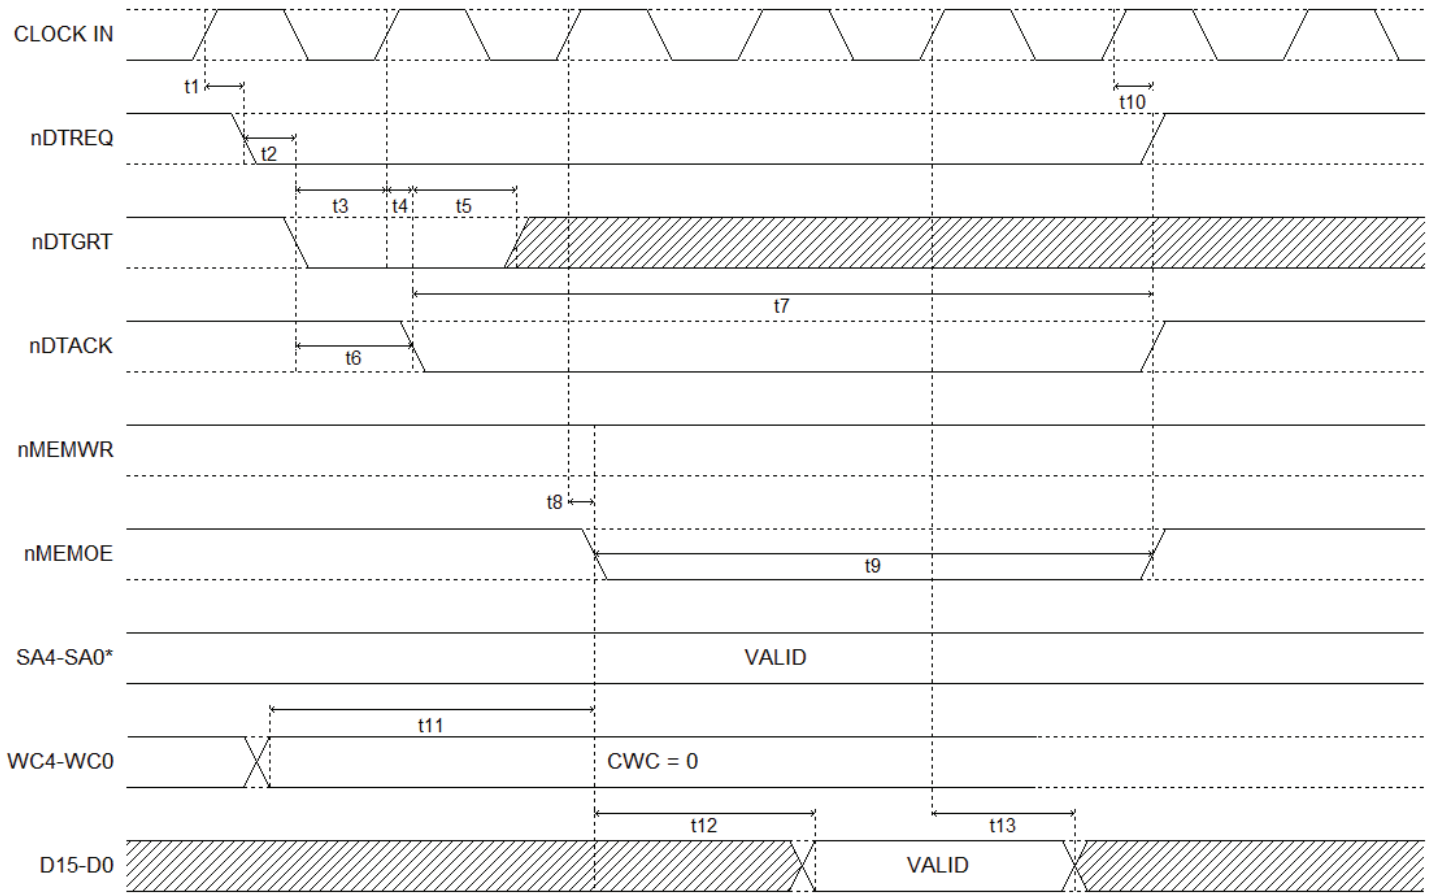 CLOCK IN
t1
t10
nDTREQ
t2
t3 t4 t5
nDTGRT
t7
nDTACK
t6
nMEMWR
t8
nMEMOE
t9
SA4-SA0*
VALID
t11
WC4-WC0
CWC = 0
t12 t13
D15-D0
VALID